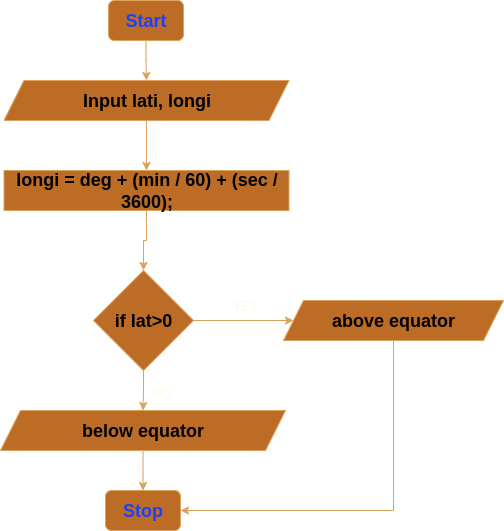 Start
Input lati, longi
longi = deg + (min / 60) + (sec /
3600);
if lat>0
YES
above equator
NO
below equator
Stop